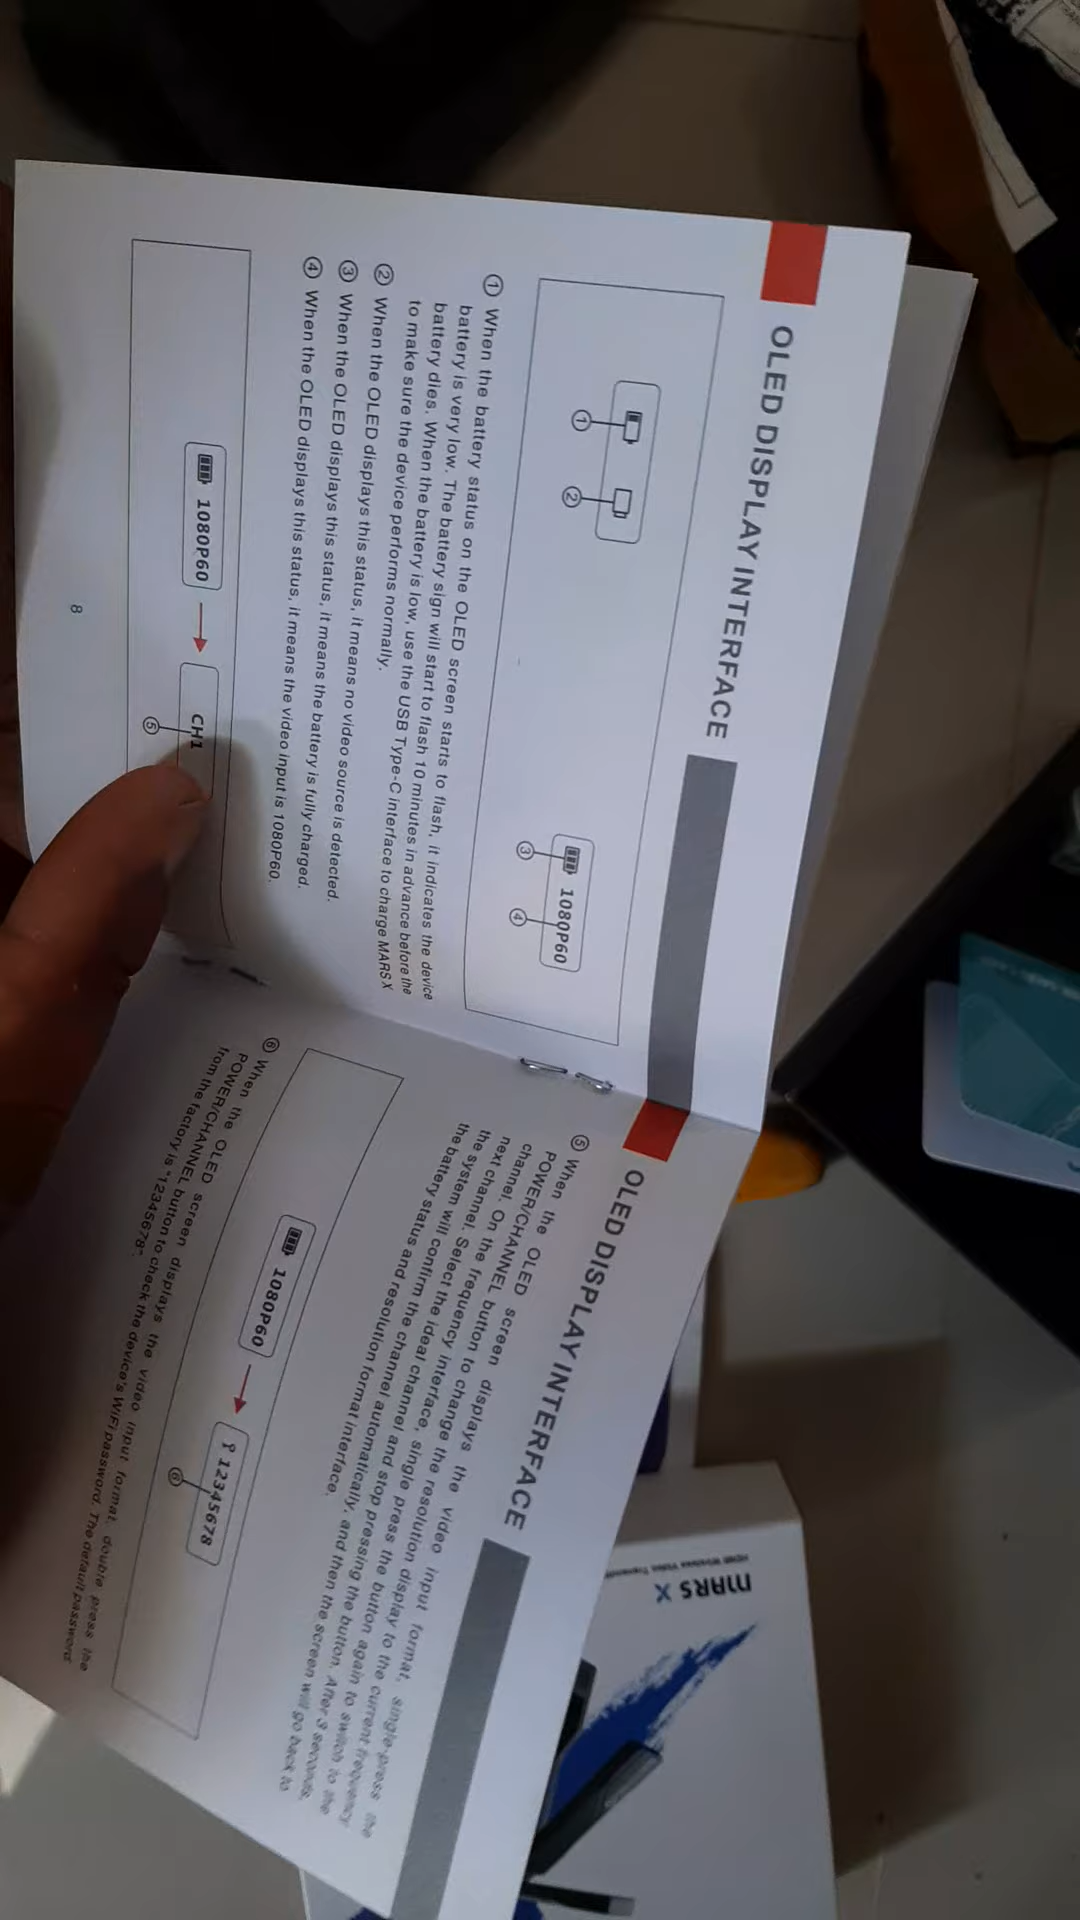 OLED DISPLAY INTERFACE
1080P60
① ② ③ ④
① When the battery status on the OLED screen starts to flash, it indicates the device
battery is very low. The battery sign will start to flash 10 minutes in advance before the
battery dies. When the battery is low, use the USB Type-C interface to charge MARS X
to make sure the device performs normally.
② When the OLED displays this status, it means no video source is detected.
③ When the OLED displays this status, it means the battery is fully charged.
④ When the OLED displays this status, it means the video input is 1080P60.
1080P60 CH1
⑤
8
OLED DISPLAY INTERFACE
⑤ When the OLED screen displays the video input format, single-press the
POWER/CHANNEL button to change the resolution display to the current frequency
channel. On the frequency interface, single press the button again to switch to the
next channel. Select the ideal channel and stop pressing the button. After 3 seconds,
the system will confirm the channel automatically, and then the screen will go back to
the battery status and resolution format interface.
1080P60 12345678
⑥
⑥ When the OLED screen displays the video input format, double press the
POWER/CHANNEL button to check the device's WiFi password. The default password
from the factory is "12345678".
MARS X
HDMI Wireless Video